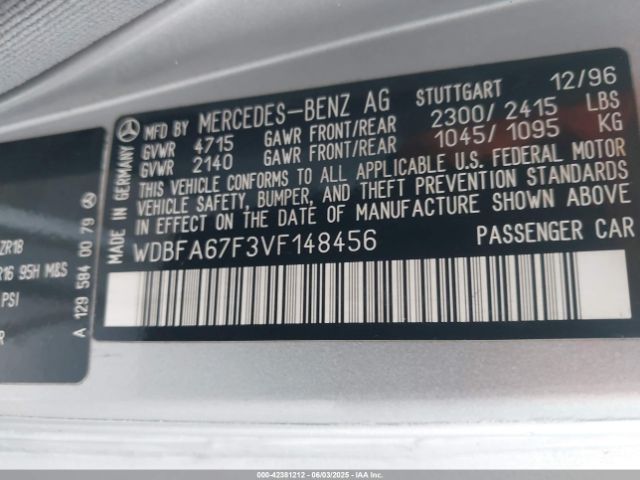 MFD BY MERCEDES-BENZ AG STUTTGART 12/96
GVWR 4715 GAWR FRONT/REAR 2300/2415 LBS
GVWR 2140 GAWR FRONT/REAR 1045/1095 KG
THIS VEHICLE CONFORMS TO ALL APPLICABLE U.S. FEDERAL MOTOR
VEHICLE SAFETY, BUMPER, AND THEFT PREVENTION STANDARDS
IN EFFECT ON THE DATE OF MANUFACTURE SHOWN ABOVE.
WDBFA67F3VF148456 PASSENGER CAR
MADE IN GERMANY
A 129 584 00 79
ZR18
R16 95H M&S
PSI
R
000-42381212 - 06/03/2025 - IAA Inc.